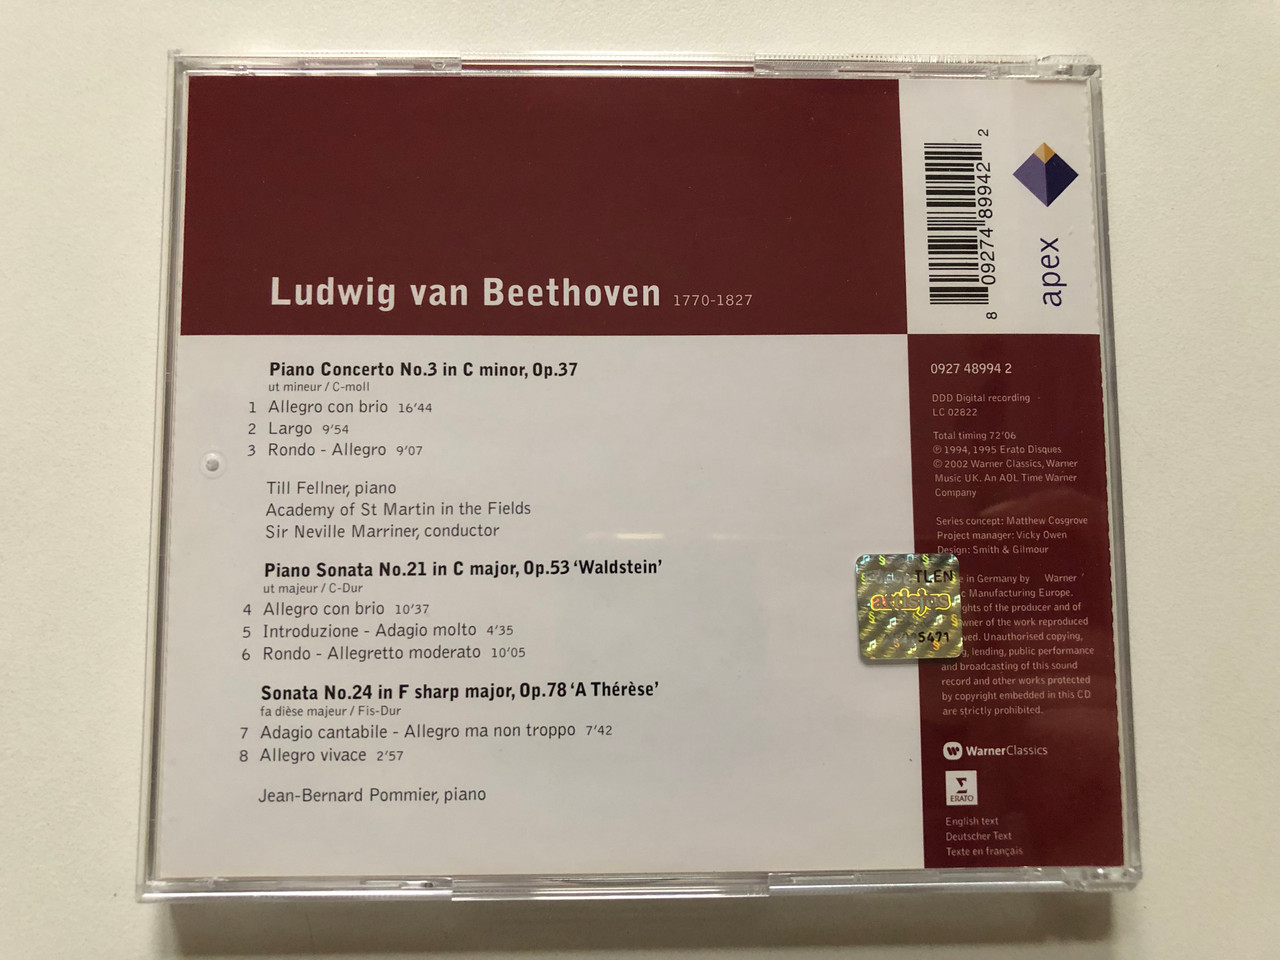 Ludwig van Beethoven 1770-1827
Piano Concerto No.3 in C minor, Op.37
ut mineur / C-moll
1 Allegro con brio 16'44
2 Largo 9'54
3 Rondo - Allegro 9'07
Till Fellner, piano
Academy of St Martin in the Fields
Sir Neville Marriner, conductor
Piano Sonata No.21 in C major, Op.53 ‘Waldstein’
ut majeur / C-Dur
4 Allegro con brio 10'37
5 Introduzione - Adagio molto 4'35
6 Rondo - Allegretto moderato 10'05
Sonata No.24 in F sharp major, Op.78 ‘A Thérèse’
fa dièse majeur / Fis-Dur
7 Adagio cantabile - Allegro ma non troppo 7'42
8 Allegro vivace 2'57
Jean-Bernard Pommier, piano
8 09274 89942 2
apex
0927 48994 2
DDD Digital recording
LC 02822
Total timing 72'06
℗ 1994, 1995 Erato Disques
© 2002 Warner Classics, Warner
Music UK. An AOL Time Warner
Company
Series concept: Matthew Cosgrove
Project manager: Vicky Owen
Design: Smith & Gilmour
in Germany by Warner
Manufacturing Europe.
of the producer and of
owner of the work reproduced
Unauthorised copying,
lending, public performance
and broadcasting of this sound
record and other works protected
by copyright embedded in this CD
are strictly prohibited.
TLEN
artisjus
5471
WarnerClassics
ERATO
English text
Deutscher Text
Texte en français